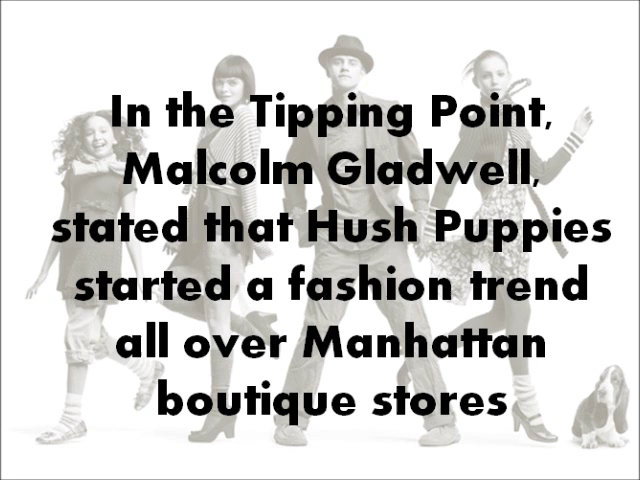 In the Tipping Point,
Malcolm Gladwell,
stated that Hush Puppies
started a fashion trend
all over Manhattan
boutique stores